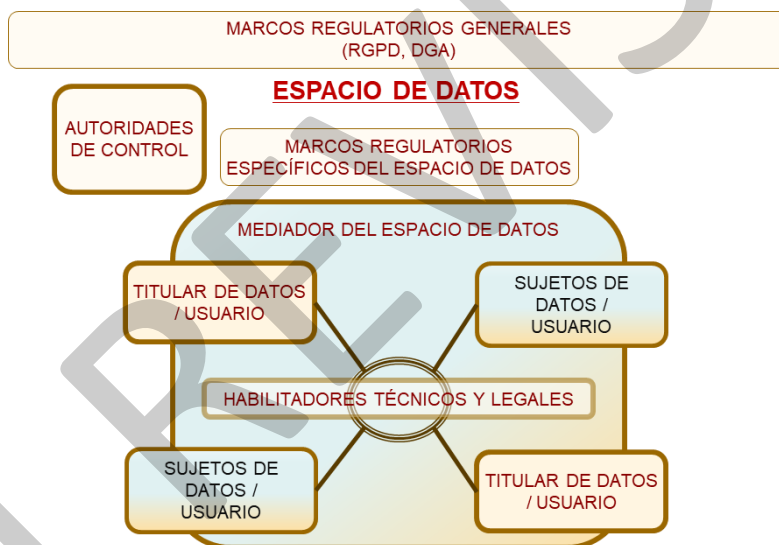 MARCOS REGULATORIOS GENERALES
(RGPD, DGA)
ESPACIO DE DATOS
AUTORIDADES
DE CONTROL
MARCOS REGULATORIOS
ESPECÍFICOS DEL ESPACIO DE DATOS
MEDIADOR DEL ESPACIO DE DATOS
TITULAR DE DATOS
/ USUARIO
SUJETOS DE
DATOS /
USUARIO
HABILITADORES TÉCNICOS Y LEGALES
SUJETOS DE
DATOS /
USUARIO
TITULAR DE DATOS
/ USUARIO